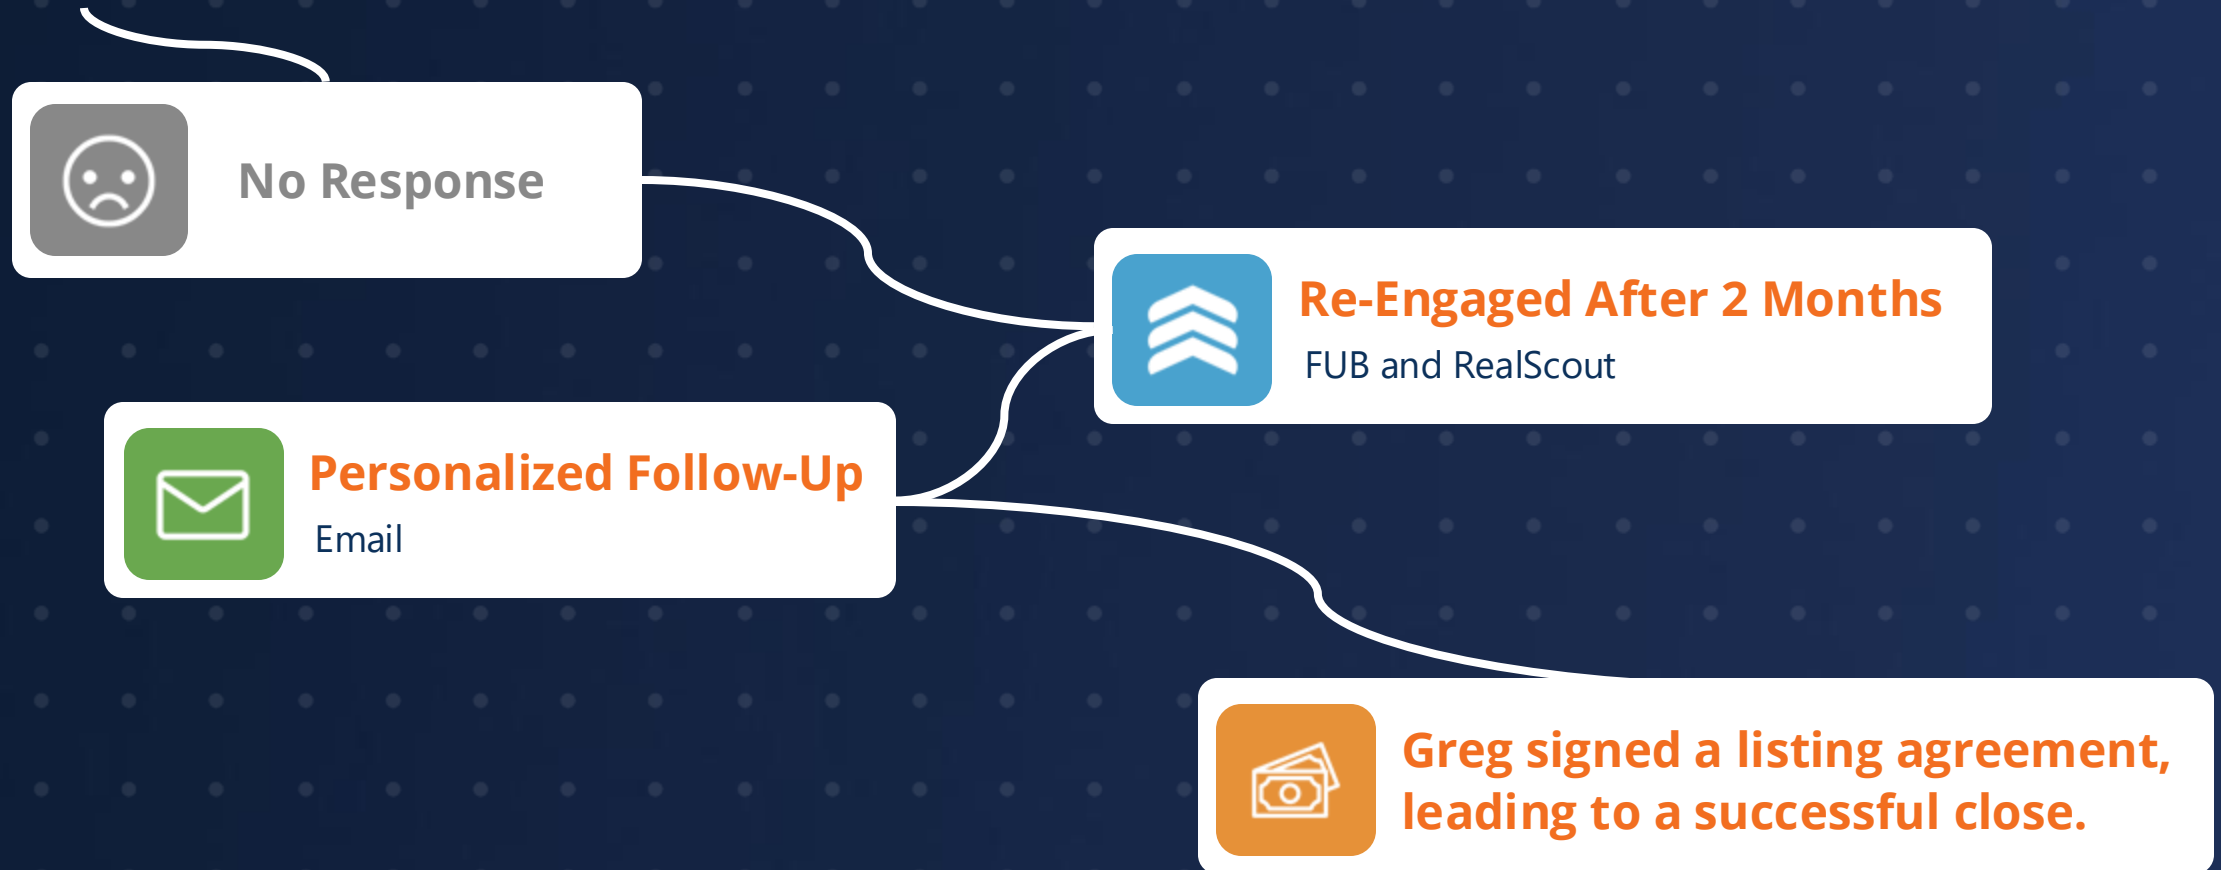 No Response
Re-Engaged After 2 Months
FUB and RealScout
Personalized Follow-Up
Email
Greg signed a listing agreement,
leading to a successful close.